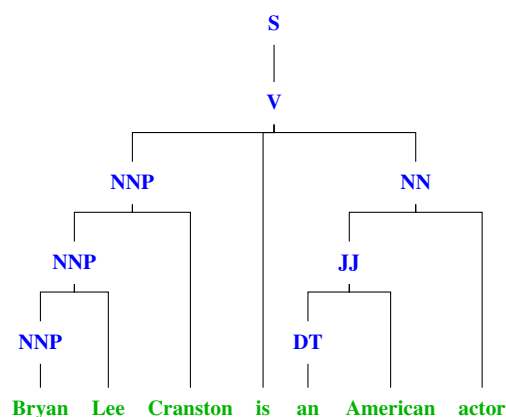 S
V
NNP NN
NNP JJ
NNP DT
Bryan Lee Cranston is an American actor